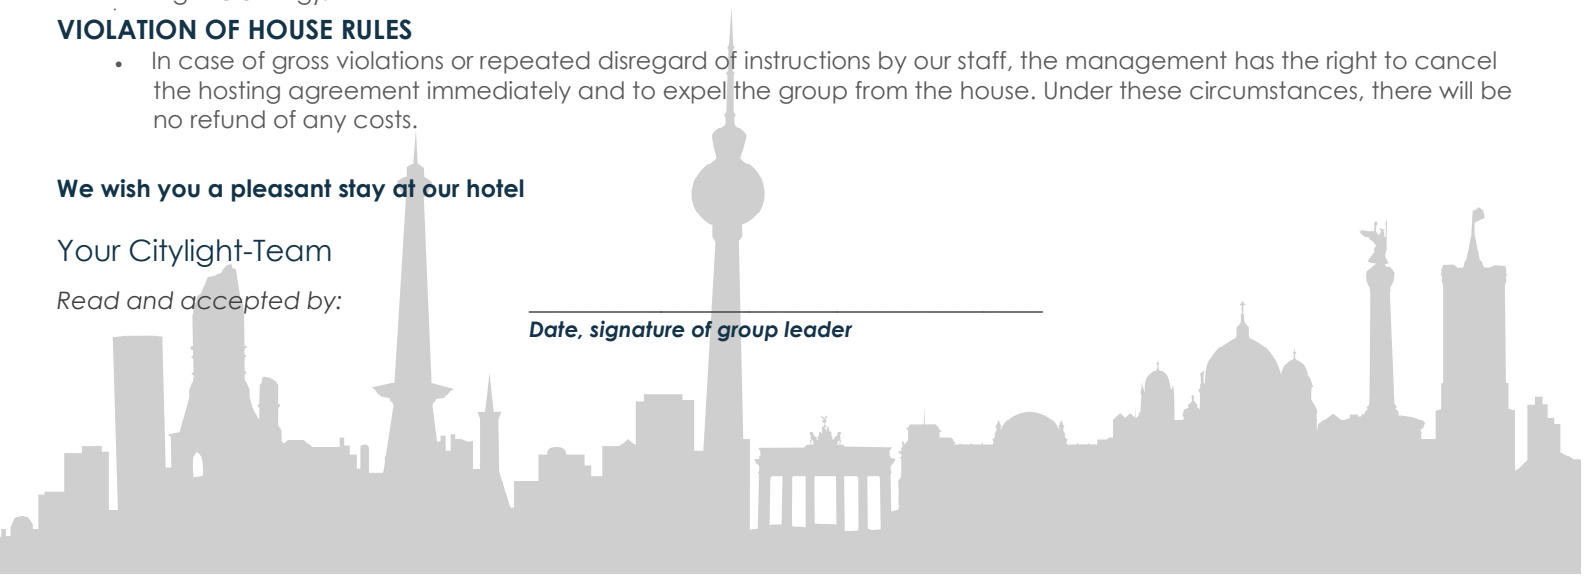 VIOLATION OF HOUSE RULES
• In case of gross violations or repeated disregard of instructions by our staff, the management has the right to cancel
the hosting agreement immediately and to expel the group from the house. Under these circumstances, there will be
no refund of any costs.
We wish you a pleasant stay at our hotel
Your Citylight-Team
Read and accepted by:
Date, signature of group leader